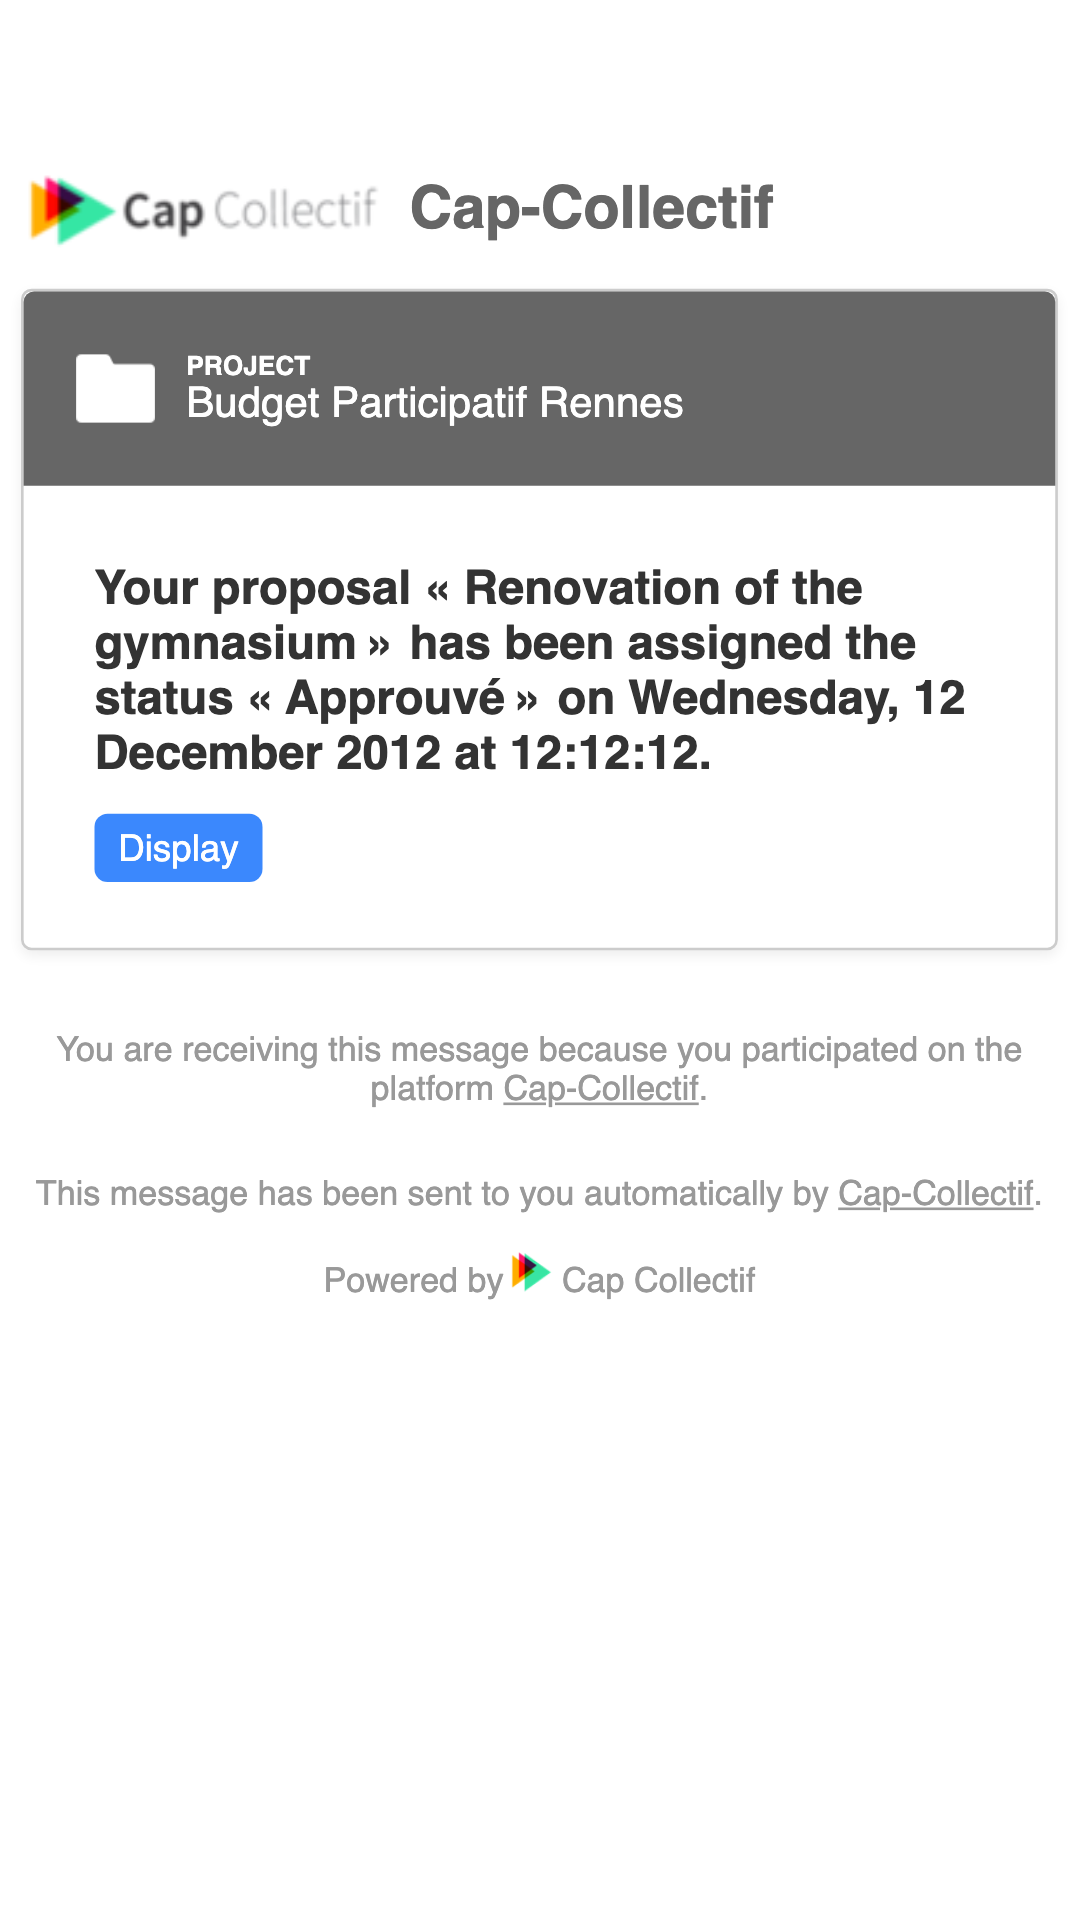 Cap Collectif Cap-Collectif
PROJECT
Budget Participatif Rennes
Your proposal « Renovation of the
gymnasium » has been assigned the
status « Approuvé » on Wednesday, 12
December 2012 at 12:12:12.
Display
You are receiving this message because you participated on the
platform Cap-Collectif.
This message has been sent to you automatically by Cap-Collectif.
Powered by Cap Collectif